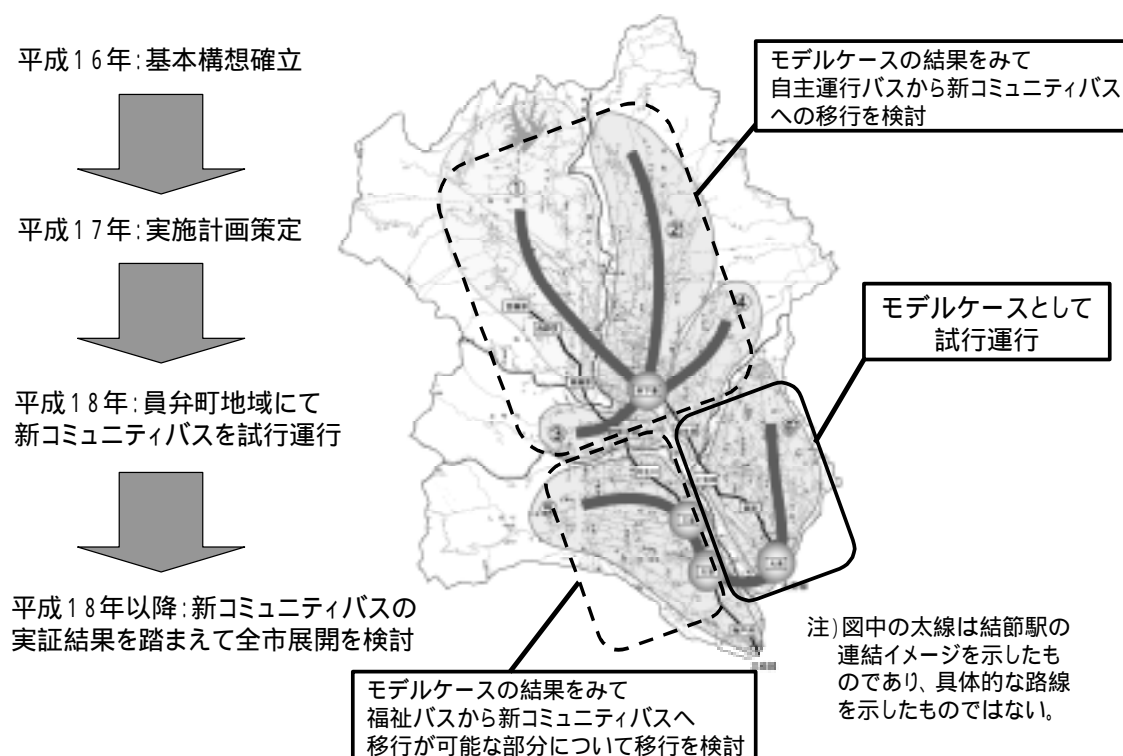 平成16年:基本構想確立
平成17年:実施計画策定
平成18年:員弁町地域にて
新コミュニティバスを試行運行
平成18年以降:新コミュニティバスの
実証結果を踏まえて全市展開を検討
モデルケースの結果をみて
自主運行バスから新コミュニティバス
への移行を検討
①
②
④
③
モデルケースとして
試行運行
モデルケースの結果をみて
福祉バスから新コミュニティバスへ
移行が可能な部分について移行を検討
注)図中の太線は結節駅の
連結イメージを示したも
のであり、具体的な路線
を示したものではない。